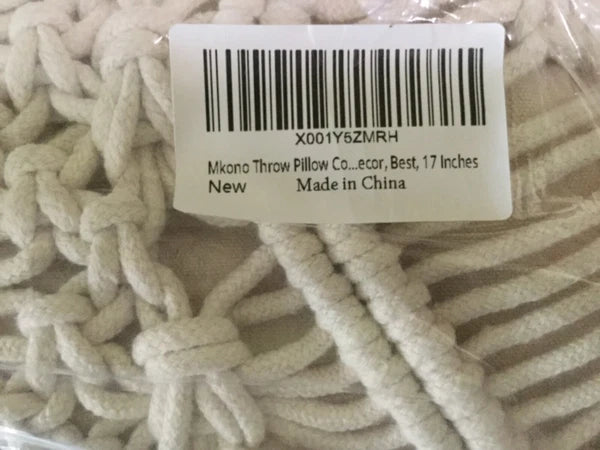 X001Y5ZMRH
Mkono Throw Pillow Co...ecor, Best, 17 Inches
New Made in China